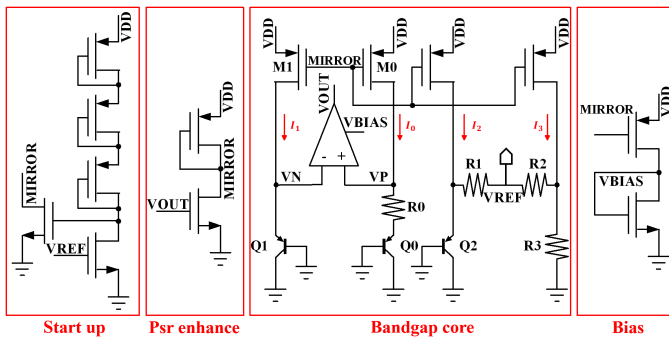 VDD
MIRROR
VREF
Start up
VDD
MIRROR
VOUT
Psr enhance
VDD
VDD
VDD
VDD
M1
MIRROR
M0
VOUT
VBIAS
I1
I0
I2
I3
- +
VN
VP
R1
R2
VREF
R0
Q1
Q0
Q2
R3
Bandgap core
VDD
MIRROR
VBIAS
Bias